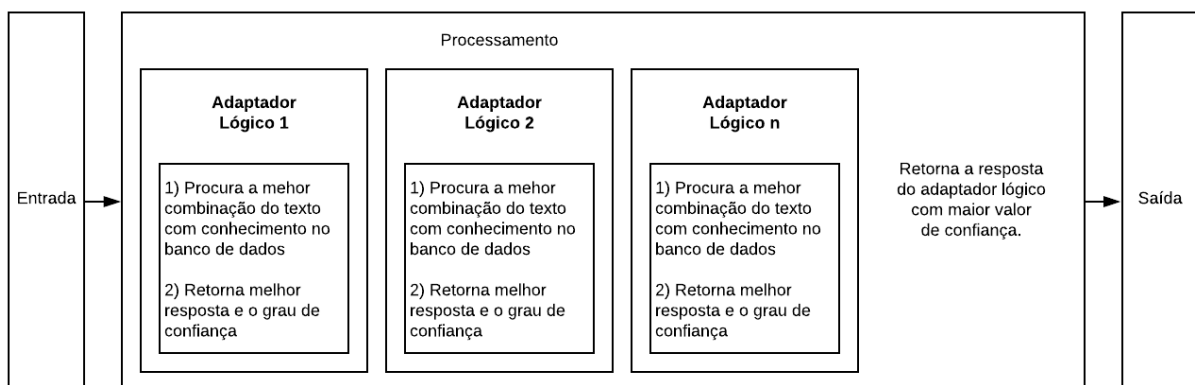 Processamento
Entrada
Adaptador
Lógico 1
1) Procura a mehor
combinação do texto
com conhecimento no
banco de dados
2) Retorna melhor
resposta e o grau de
confiança
Adaptador
Lógico 2
1) Procura a mehor
combinação do texto
com conhecimento no
banco de dados
2) Retorna melhor
resposta e o grau de
confiança
Adaptador
Lógico n
1) Procura a mehor
combinação do texto
com conhecimento no
banco de dados
2) Retorna melhor
resposta e o grau de
confiança
Retorna a resposta
do adaptador lógico
com maior valor
de confiança.
Saída